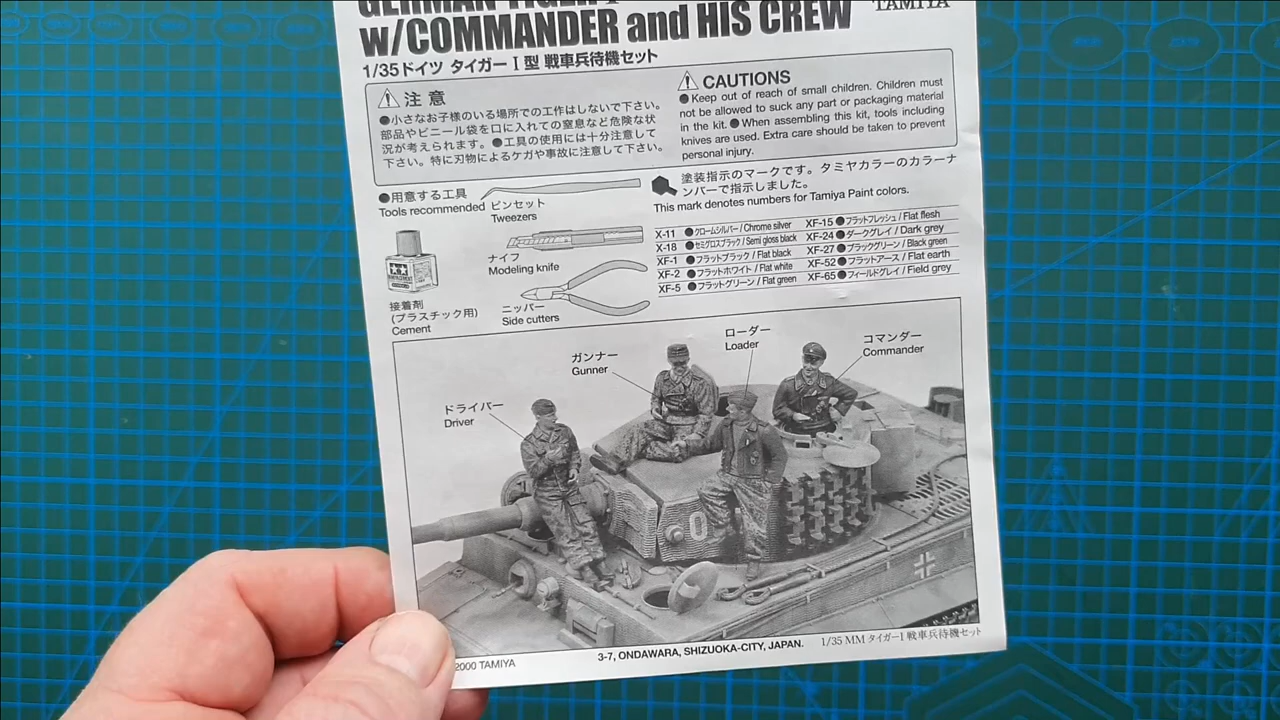 GERMAN TIGER I
w/COMMANDER and HIS CREW
TAMIYA
1/35ドイツ タイガーI型 戦車兵待機セット
注意
●小さなお子様のいる場所での工作はしないで下さい。
部品やビニール袋を口に入れての窒息など危険な状
況が考えられます。●工具の使用には十分注意して
下さい。特に刃物によるケガや事故に注意して下さい。
CAUTIONS
●Keep out of reach of small children. Children must
not be allowed to suck any part or packaging material
in the kit. ●When assembling this kit, tools including
knives are used. Extra care should be taken to prevent
personal injury.
●用意する工具
Tools recommended
ピンセット
Tweezers
ナイフ
Modeling knife
接着剤
(プラスチック用)
Cement
ニッパー
Side cutters
塗装指示のマークです。タミヤカラーのカラーナ
ンバーで指示しました。
This mark denotes numbers for Tamiya Paint colors.
X-11 ●クロームシルバー / Chrome silver
X-18 ●セミグロスブラック / Semi gloss black
XF-1 ●フラットブラック / Flat black
XF-2 ●フラットホワイト / Flat white
XF-5 ●フラットグリーン / Flat green
XF-15 ●フラットフレッシュ / Flat flesh
XF-24 ●ダークグレイ / Dark grey
XF-27 ●ブラックグリーン / Black green
XF-52 ●フラットアース / Flat earth
XF-65 ●フィールドグレイ / Field grey
ドライバー
Driver
ガンナー
Gunner
ローダー
Loader
コマンダー
Commander
0
2000 TAMIYA
3-7, ONDAWARA, SHIZUOKA-CITY, JAPAN.
1/35 MM タイガーI 戦車兵待機セット